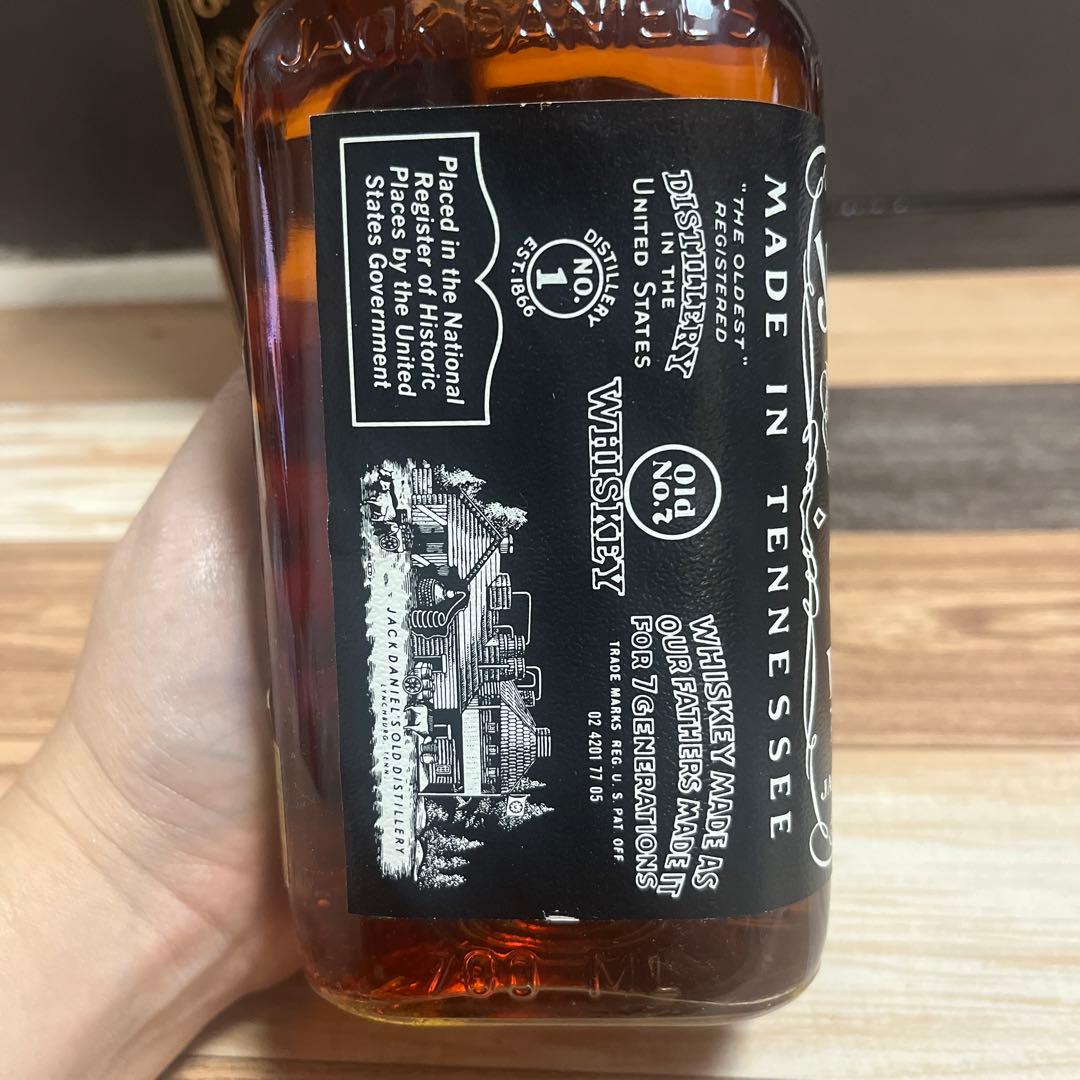 JACK DANIEL'S
MADE IN TENNESSEE
"THE OLDEST"
REGISTERED
DISTILLERY
IN THE
UNITED STATES
DISTILLERY
NO.
1
EST. 1866
Placed in the National
Register of Historic
Places by the United
States Government
Old
No. 7
WHISKEY
WHISKEY MADE AS
OUR FATHERS MADE IT
FOR 7 GENERATIONS
TRADE MARKS REG. U. S. PAT. OFF
02 4201 77 05
JACK DANIEL'S OLD DISTILLERY
LYNCHBURG, TENN.
700 ML